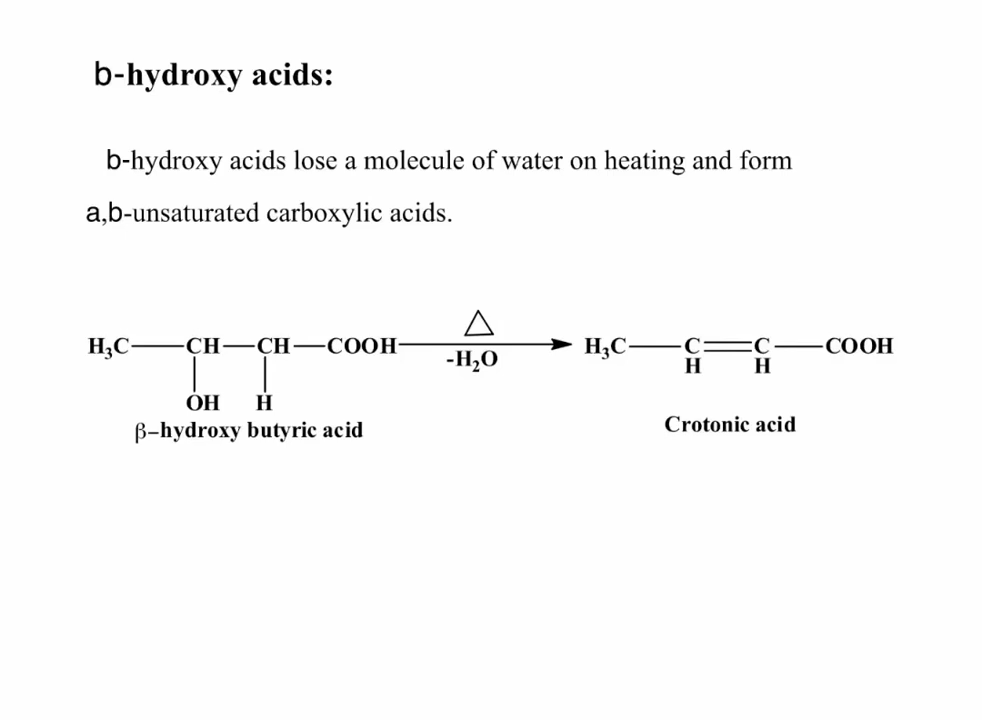 b-hydroxy acids:
b-hydroxy acids lose a molecule of water on heating and form
a,b-unsaturated carboxylic acids.
H₃C—CH—CH—COOH -H₂O H₃C—C=C—COOH
OH H H H
β-hydroxy butyric acid Crotonic acid